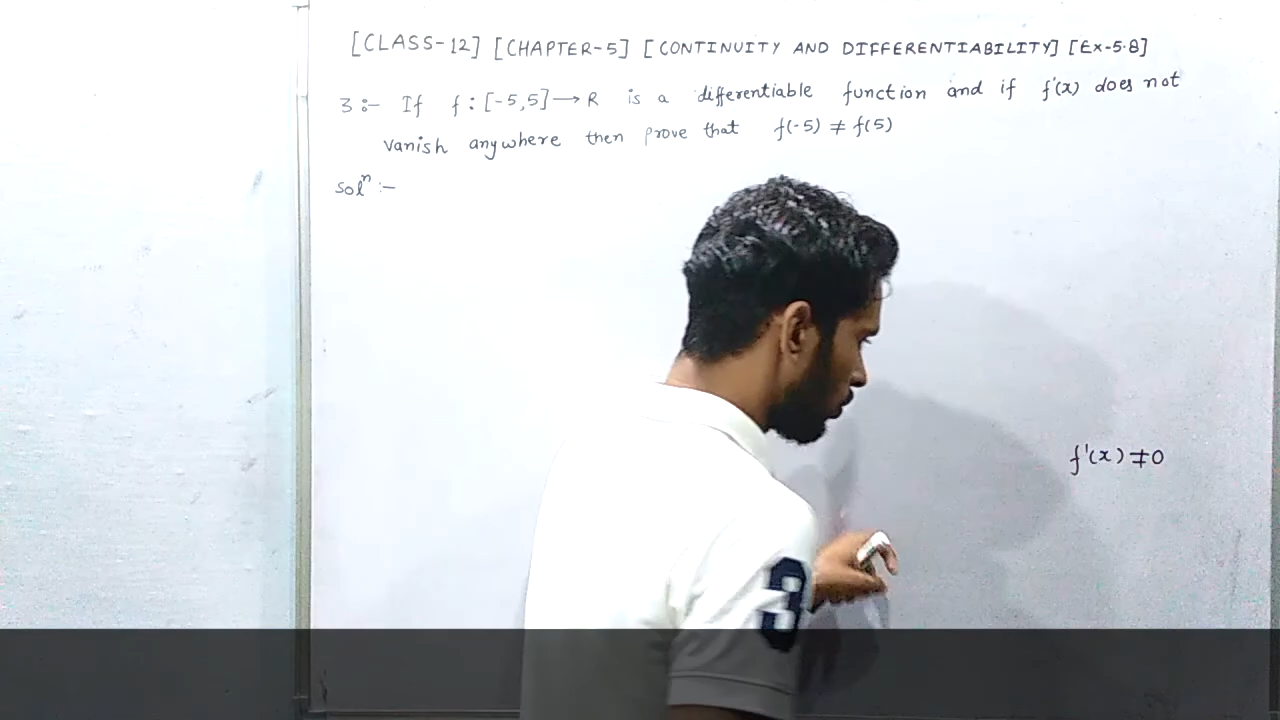 [CLASS-12] [CHAPTER-5] [CONTINUITY AND DIFFERENTIABILITY] [Ex-5.8]
3:- If f : [-5,5] → R is a differentiable function and if f'(x) does not
vanish anywhere then prove that f(-5) ≠ f(5)
Solⁿ :-
f'(x) ≠ 0
3